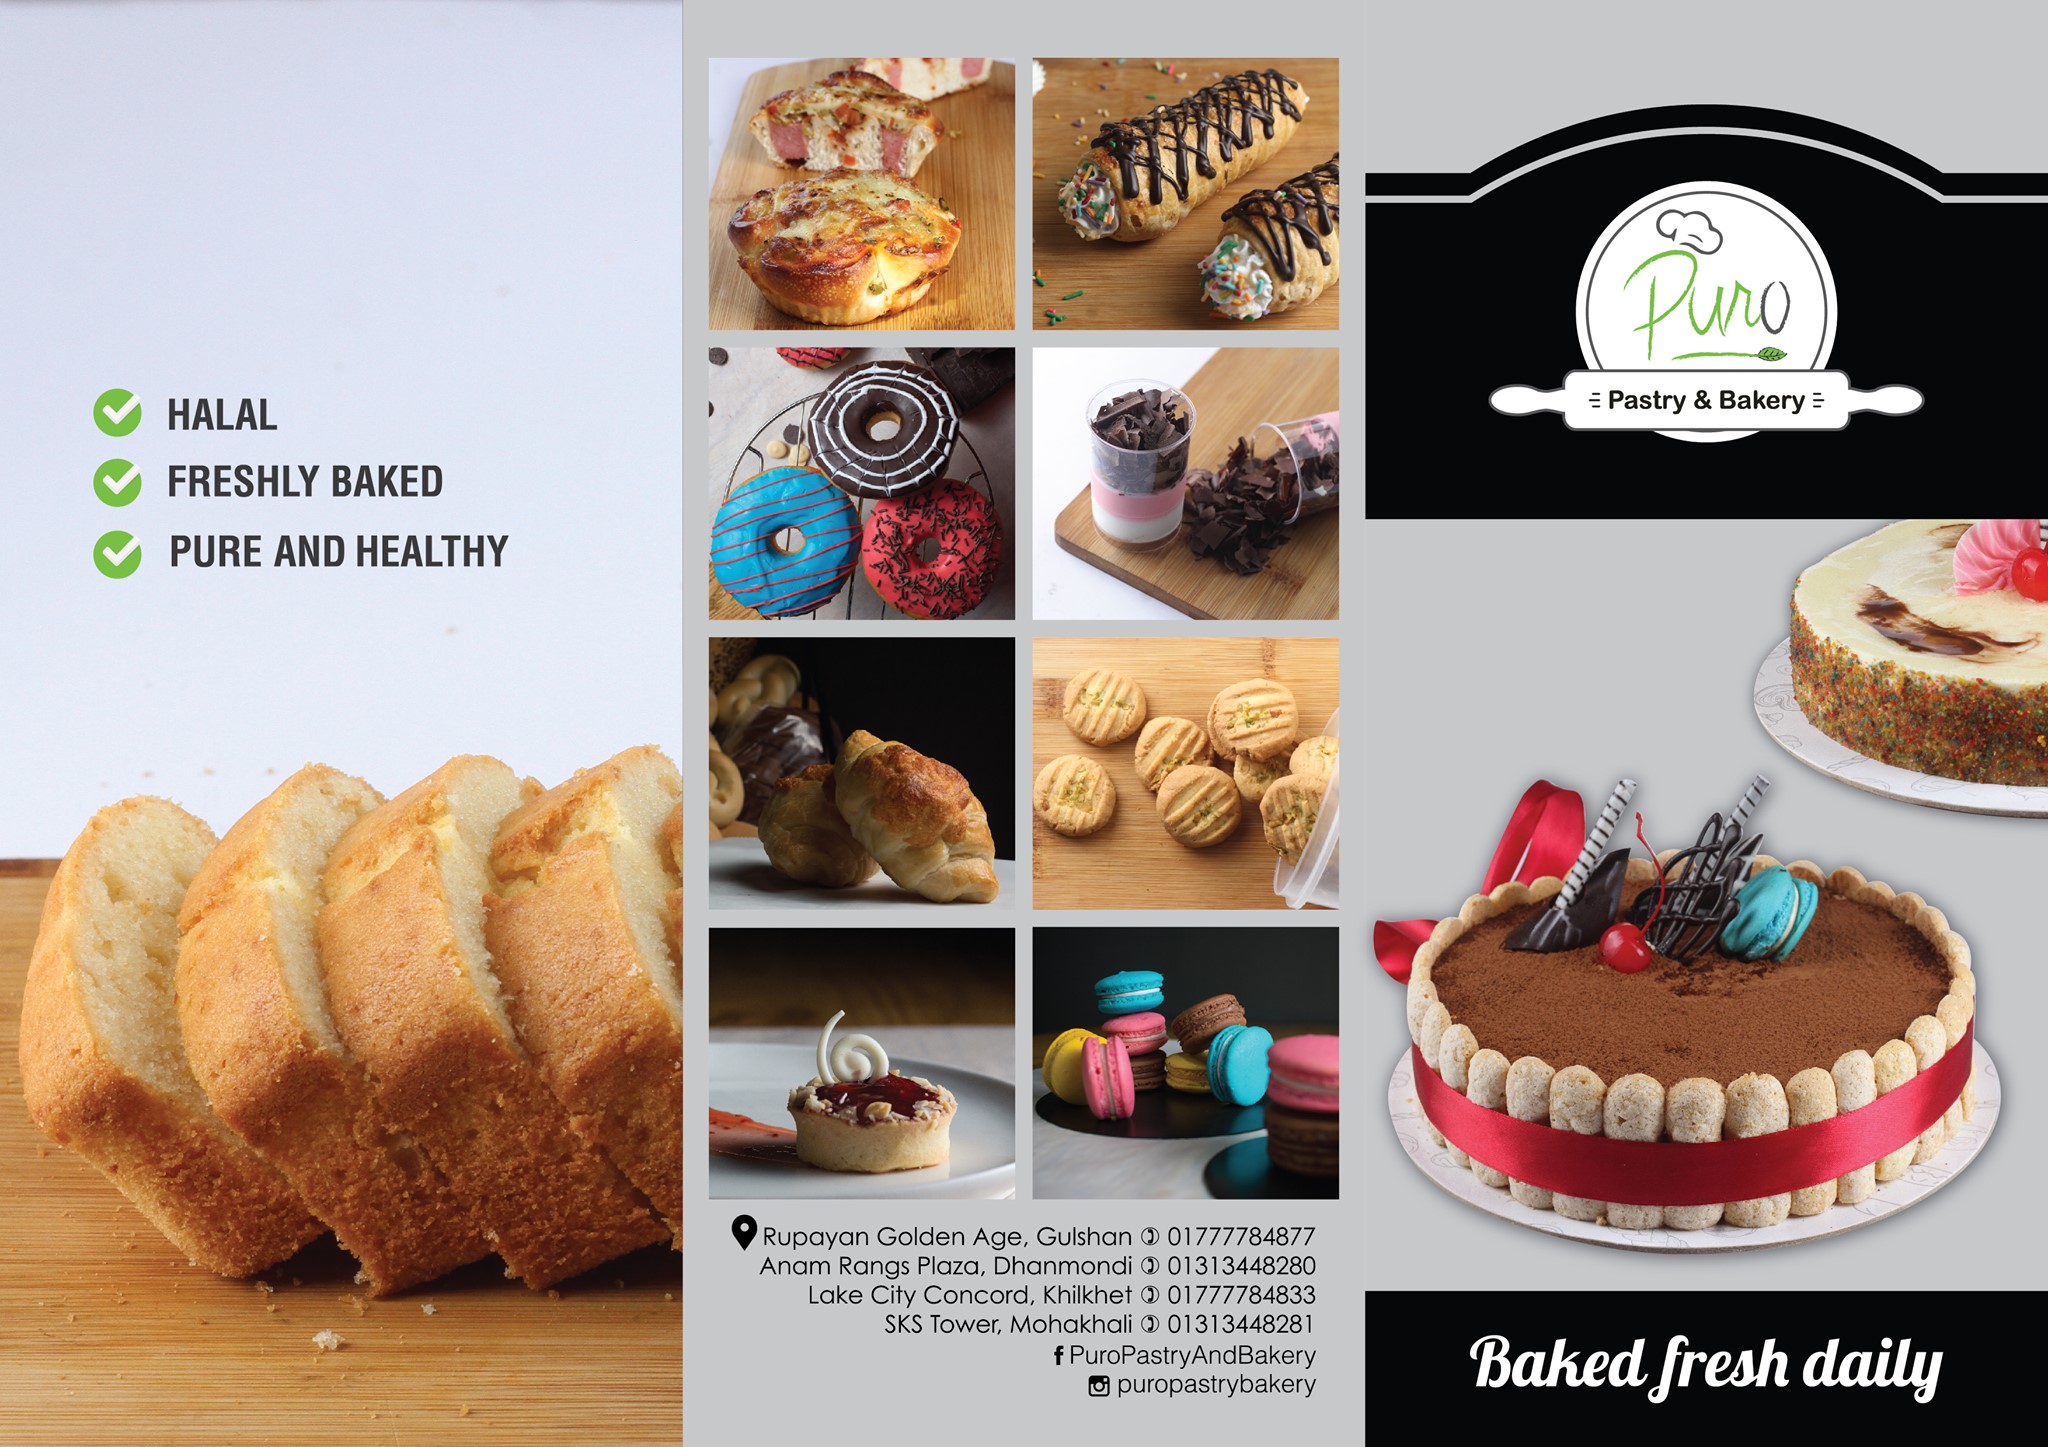 HALAL
FRESHLY BAKED
PURE AND HEALTHY
Rupayan Golden Age, Gulshan ✆ 01777784877
Anam Rangs Plaza, Dhanmondi ✆ 01313448280
Lake City Concord, Khilkhet ✆ 01777784833
SKS Tower, Mohakhali ✆ 01313448281
PuroPastryAndBakery
puropastrybakery
Puro
Pastry & Bakery
Baked fresh daily